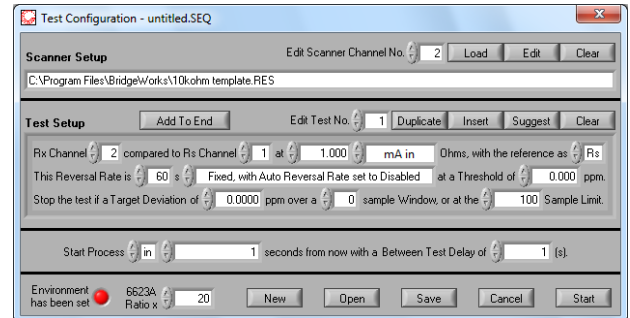 Test Configuration - untitled.SEQ
Scanner Setup Edit Scanner Channel No. 2 Load Edit Clear
C:\Program Files\BridgeWorks\10kohm template.RES
Test Setup Add To End Edit Test No. 1 Duplicate Insert Suggest Clear
Rx Channel 2 compared to Rs Channel 1 at 1.000 mA in Ohms, with the reference as Rs
This Reversal Rate is 60 s Fixed, with Auto Reversal Rate set to Disabled at a Threshold of 0.000 ppm.
Stop the test if a Target Deviation of 0.0000 ppm over a 0 sample Window, or at the 100 Sample Limit.
Start Process in 1 seconds from now with a Between Test Delay of 1 (s).
Environment has been set 6623A Ratio x 20 New Open Save Cancel Start